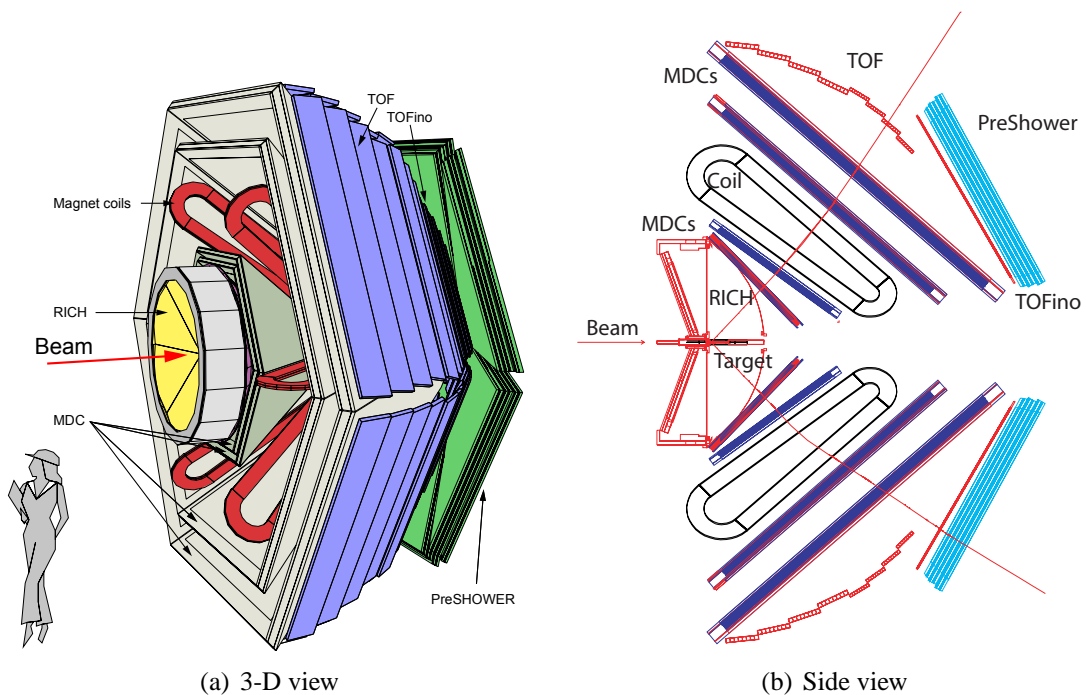 TOF
TOFino
Magnet coils
RICH
Beam
MDC
PreSHOWER
(a) 3-D view
TOF
MDCs
PreShower
Coil
MDCs
RICH
TOFino
Beam
Target
(b) Side view